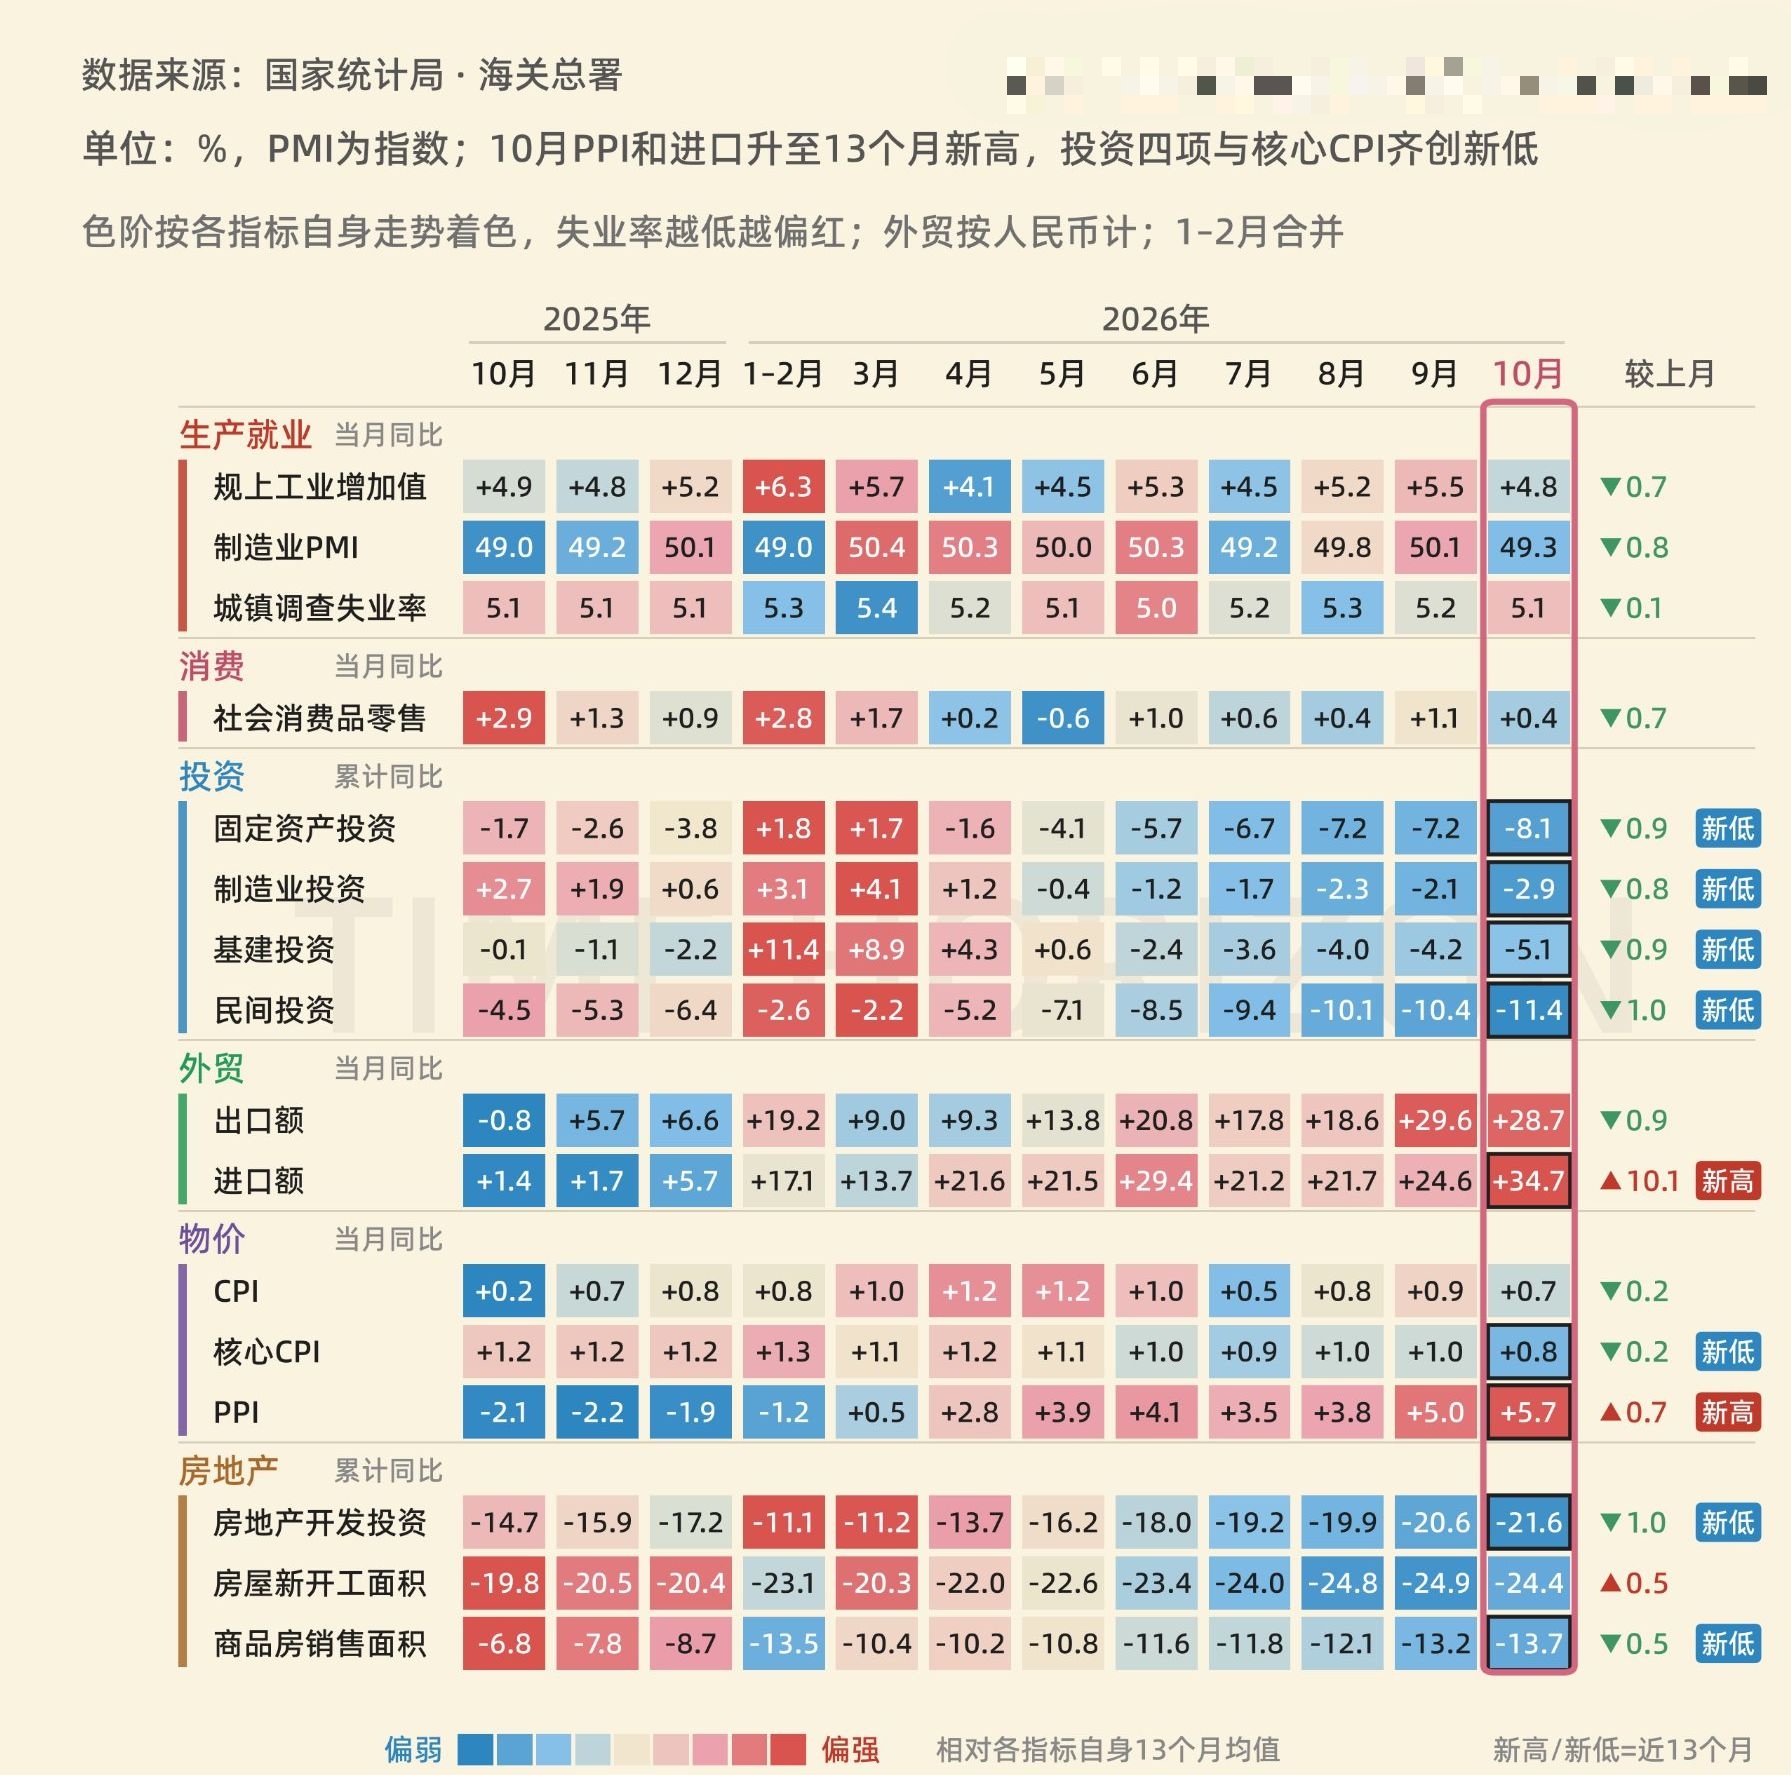 数据来源：国家统计局 · 海关总署
单位：%，PMI为指数；10月PPI和进口升至13个月新高，投资四项与核心CPI齐创新低
色阶按各指标自身走势着色，失业率越低越偏红；外贸按人民币计；1-2月合并
2025年 2026年
10月 11月 12月 1-2月 3月 4月 5月 6月 7月 8月 9月 10月 较上月
生产就业 当月同比
规上工业增加值 +4.9 +4.8 +5.2 +6.3 +5.7 +4.1 +4.5 +5.3 +4.5 +5.2 +5.5 +4.8 ▼0.7
制造业PMI 49.0 49.2 50.1 49.0 50.4 50.3 50.0 50.3 49.2 49.8 50.1 49.3 ▼0.8
城镇调查失业率 5.1 5.1 5.1 5.3 5.4 5.2 5.1 5.0 5.2 5.3 5.2 5.1 ▼0.1
消费 当月同比
社会消费品零售 +2.9 +1.3 +0.9 +2.8 +1.7 +0.2 -0.6 +1.0 +0.6 +0.4 +1.1 +0.4 ▼0.7
投资 累计同比
固定资产投资 -1.7 -2.6 -3.8 +1.8 +1.7 -1.6 -4.1 -5.7 -6.7 -7.2 -7.2 -8.1 ▼0.9 新低
制造业投资 +2.7 +1.9 +0.6 +3.1 +4.1 +1.2 -0.4 -1.2 -1.7 -2.3 -2.1 -2.9 ▼0.8 新低
基建投资 -0.1 -1.1 -2.2 +11.4 +8.9 +4.3 +0.6 -2.4 -3.6 -4.0 -4.2 -5.1 ▼0.9 新低
民间投资 -4.5 -5.3 -6.4 -2.6 -2.2 -5.2 -7.1 -8.5 -9.4 -10.1 -10.4 -11.4 ▼1.0 新低
TIME HORIZON
外贸 当月同比
出口额 -0.8 +5.7 +6.6 +19.2 +9.0 +9.3 +13.8 +20.8 +17.8 +18.6 +29.6 +28.7 ▼0.9
进口额 +1.4 +1.7 +5.7 +17.1 +13.7 +21.6 +21.5 +29.4 +21.2 +21.7 +24.6 +34.7 ▲10.1 新高
物价 当月同比
CPI +0.2 +0.7 +0.8 +0.8 +1.0 +1.2 +1.2 +1.0 +0.5 +0.8 +0.9 +0.7 ▼0.2
核心CPI +1.2 +1.2 +1.2 +1.3 +1.1 +1.2 +1.1 +1.0 +0.9 +1.0 +1.0 +0.8 ▼0.2 新低
PPI -2.1 -2.2 -1.9 -1.2 +0.5 +2.8 +3.9 +4.1 +3.5 +3.8 +5.0 +5.7 ▲0.7 新高
房地产 累计同比
房地产开发投资 -14.7 -15.9 -17.2 -11.1 -11.2 -13.7 -16.2 -18.0 -19.2 -19.9 -20.6 -21.6 ▼1.0 新低
房屋新开工面积 -19.8 -20.5 -20.4 -23.1 -20.3 -22.0 -22.6 -23.4 -24.0 -24.8 -24.9 -24.4 ▲0.5
商品房销售面积 -6.8 -7.8 -8.7 -13.5 -10.4 -10.2 -10.8 -11.6 -11.8 -12.1 -13.2 -13.7 ▼0.5 新低
偏弱 偏强 相对各指标自身13个月均值 新高/新低=近13个月